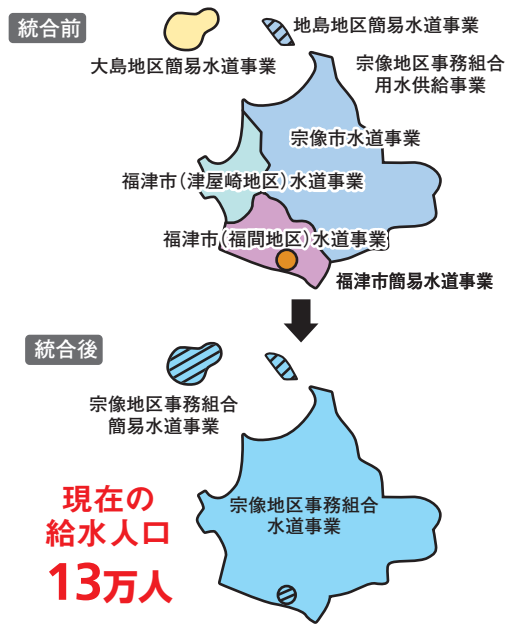 統合前
地島地区簡易水道事業
大島地区簡易水道事業
宗像地区事務組合
用水供給事業
宗像市水道事業
福津市（津屋崎地区）水道事業
福津市（福間地区）水道事業
福津市簡易水道事業
統合後
宗像地区事務組合
簡易水道事業
宗像地区事務組合
水道事業
現在の
給水人口
13万人